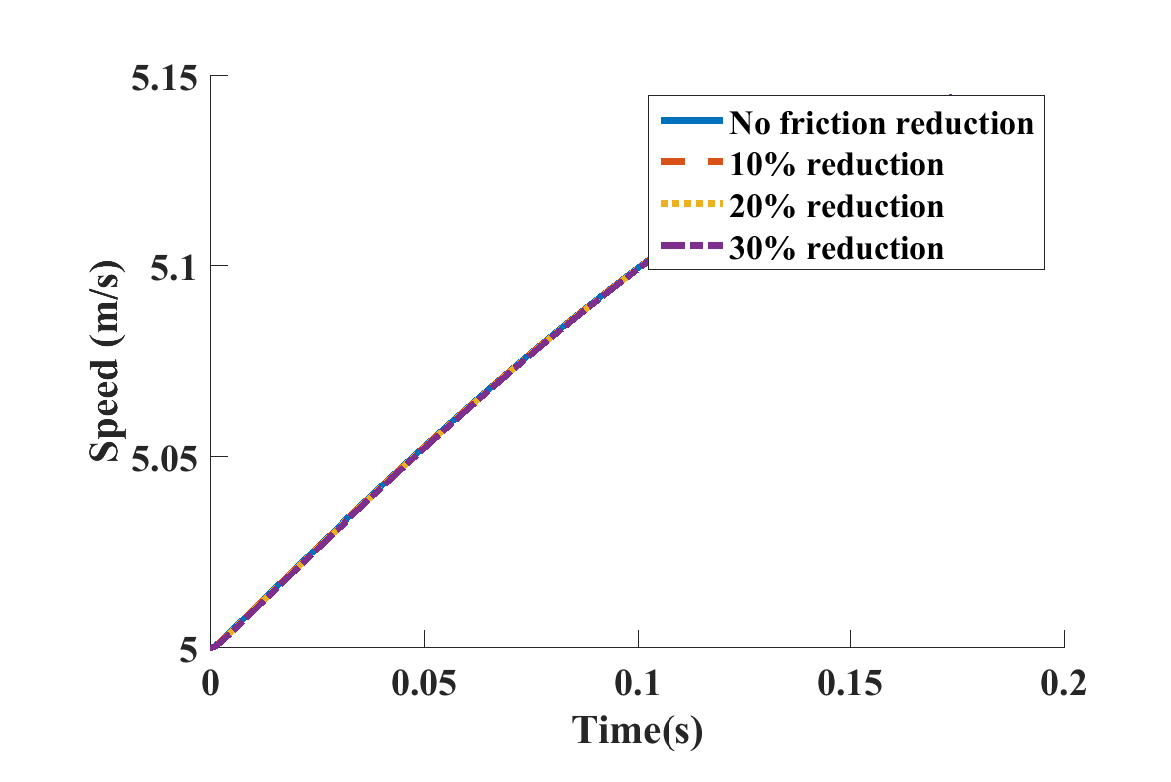 5.15
5.1
5.05
5
Speed (m/s)
No friction reduction
10% reduction
20% reduction
30% reduction
0
0.05
0.1
0.15
0.2
Time(s)